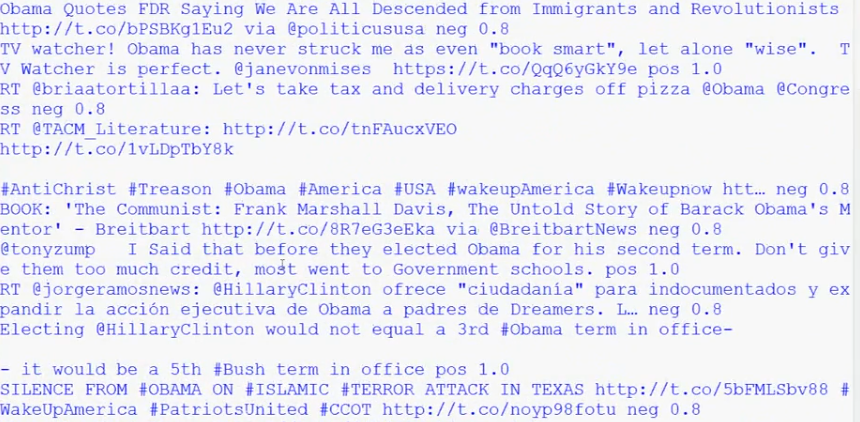 Obama Quotes FDR Saying We Are All Descended from Immigrants and Revolutionists
http://t.co/bPSBKg1Eu2 via @politicususa neg 0.8
TV watcher! Obama has never struck me as even "book smart", let alone "wise".  T
V Watcher is perfect. @janevonmises  https://t.co/QqQ6yGkY9e pos 1.0
RT @briaatortillaa: Let's take tax and delivery charges off pizza @Obama @Congre
ss neg 0.8
RT @TACM_Literature: http://t.co/tnFAucxVEO
http://t.co/1vLDpTbY8k
#AntiChrist #Treason #Obama #America #USA #wakeupAmerica #Wakeupnow htt… neg 0.8
BOOK: 'The Communist: Frank Marshall Davis, The Untold Story of Barack Obama's M
entor' - Breitbart http://t.co/8R7eG3eEka via @BreitbartNews neg 0.8
@tonyzump   I Said that before they elected Obama for his second term. Don't giv
e them too much credit, most went to Government schools. pos 1.0
RT @jorgeramosnews: @HillaryClinton ofrece "ciudadanía" para indocumentados y ex
pandir la acción ejecutiva de Obama a padres de Dreamers. L… neg 0.8
Electing @HillaryClinton would not equal a 3rd #Obama term in office-
- it would be a 5th #Bush term in office pos 1.0
SILENCE FROM #OBAMA ON #ISLAMIC #TERROR ATTACK IN TEXAS http://t.co/5bFMLSbv88 #
WakeUpAmerica #PatriotsUnited #CCOT http://t.co/noyp98fotu neg 0.8